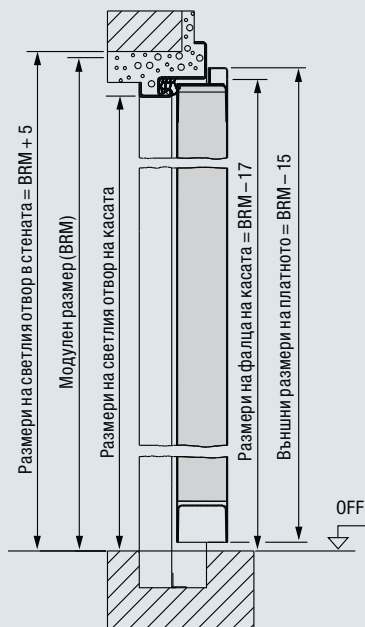 Размери на светлия отвор в стената = BRM + 5
Модулен размер (BRM)
Размери на светлия отвор на касата
Размери на фалца на касата = BRM – 17
Външни размери на платното = BRM – 15
OFF